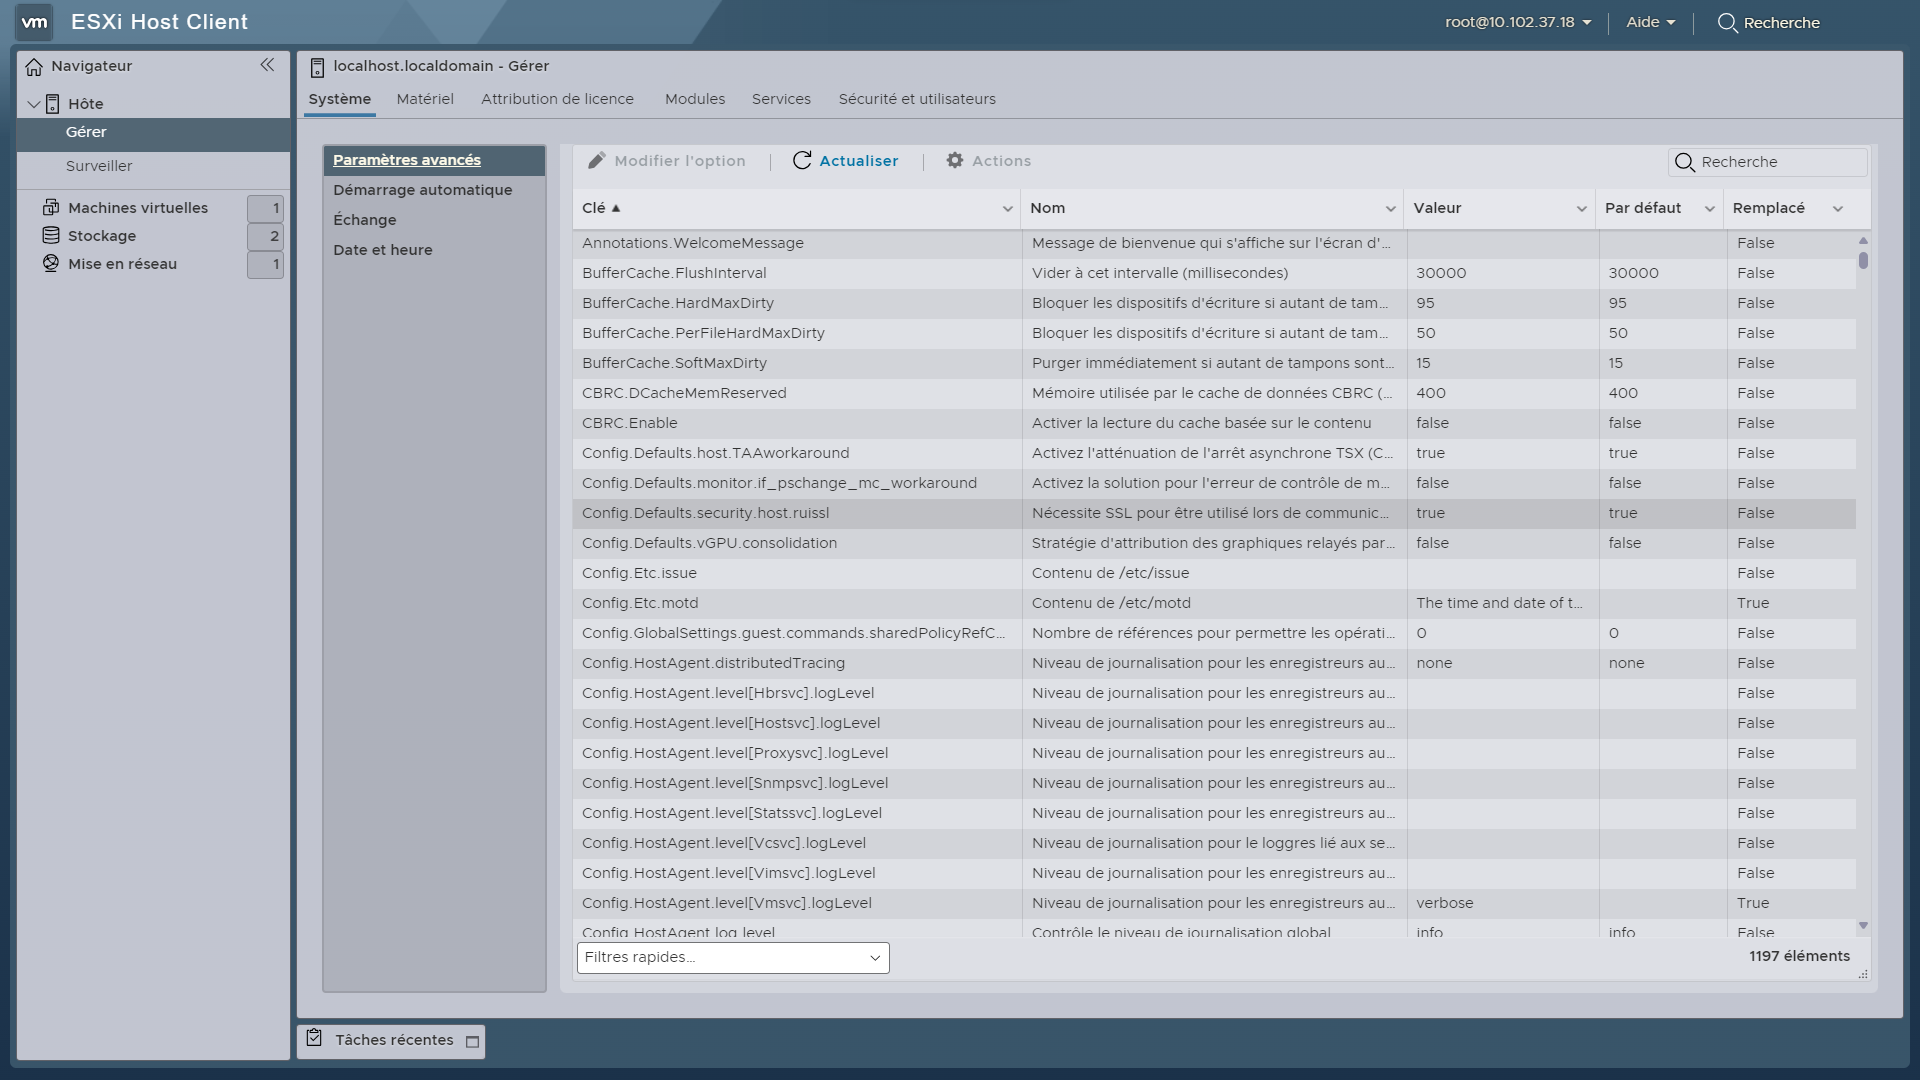 vm ESXi Host Client
root@10.102.37.18 Aide Recherche
Navigateur
Hôte
Gérer
Surveiller
Machines virtuelles 1
Stockage 2
Mise en réseau 1
localhost.localdomain - Gérer
Système Matériel Attribution de licence Modules Services Sécurité et utilisateurs
Paramètres avancés
Démarrage automatique
Échange
Date et heure
Modifier l'option Actualiser Actions Recherche
Clé Nom Valeur Par défaut Remplacé
Annotations.WelcomeMessage Message de bienvenue qui s'affiche sur l'écran d'... False
BufferCache.FlushInterval Vider à cet intervalle (millisecondes) 30000 30000 False
BufferCache.HardMaxDirty Bloquer les dispositifs d'écriture si autant de tam... 95 95 False
BufferCache.PerFileHardMaxDirty Bloquer les dispositifs d'écriture si autant de tam... 50 50 False
BufferCache.SoftMaxDirty Purger immédiatement si autant de tampons sont... 15 15 False
CBRC.DCacheMemReserved Mémoire utilisée par le cache de données CBRC (... 400 400 False
CBRC.Enable Activer la lecture du cache basée sur le contenu false false False
Config.Defaults.host.TAAworkaround Activez l'atténuation de l'arrêt asynchrone TSX (C... true true False
Config.Defaults.monitor.if_pschange_mc_workaround Activez la solution pour l'erreur de contrôle de m... false false False
Config.Defaults.security.host.ruissl Nécessite SSL pour être utilisé lors de communic... true true False
Config.Defaults.vGPU.consolidation Stratégie d'attribution des graphiques relayés par... false false False
Config.Etc.issue Contenu de /etc/issue False
Config.Etc.motd Contenu de /etc/motd The time and date of t... True
Config.GlobalSettings.guest.commands.sharedPolicyRefC... Nombre de références pour permettre les opérati... 0 0 False
Config.HostAgent.distributedTracing Niveau de journalisation pour les enregistreurs au... none none False
Config.HostAgent.level[Hbrsvc].logLevel Niveau de journalisation pour les enregistreurs au... False
Config.HostAgent.level[Hostsvc].logLevel Niveau de journalisation pour les enregistreurs au... False
Config.HostAgent.level[Proxysvc].logLevel Niveau de journalisation pour les enregistreurs au... False
Config.HostAgent.level[Snmpsvc].logLevel Niveau de journalisation pour les enregistreurs au... False
Config.HostAgent.level[Statssvc].logLevel Niveau de journalisation pour les enregistreurs au... False
Config.HostAgent.level[Vcsvc].logLevel Niveau de journalisation pour le loggres lié aux se... False
Config.HostAgent.level[Vimsvc].logLevel Niveau de journalisation pour les enregistreurs au... False
Config.HostAgent.level[Vmsvc].logLevel Niveau de journalisation pour les enregistreurs au... verbose True
Config.HostAgent.log.level Contrôle le niveau de journalisation global info info False
Filtres rapides... 1197 éléments
Tâches récentes